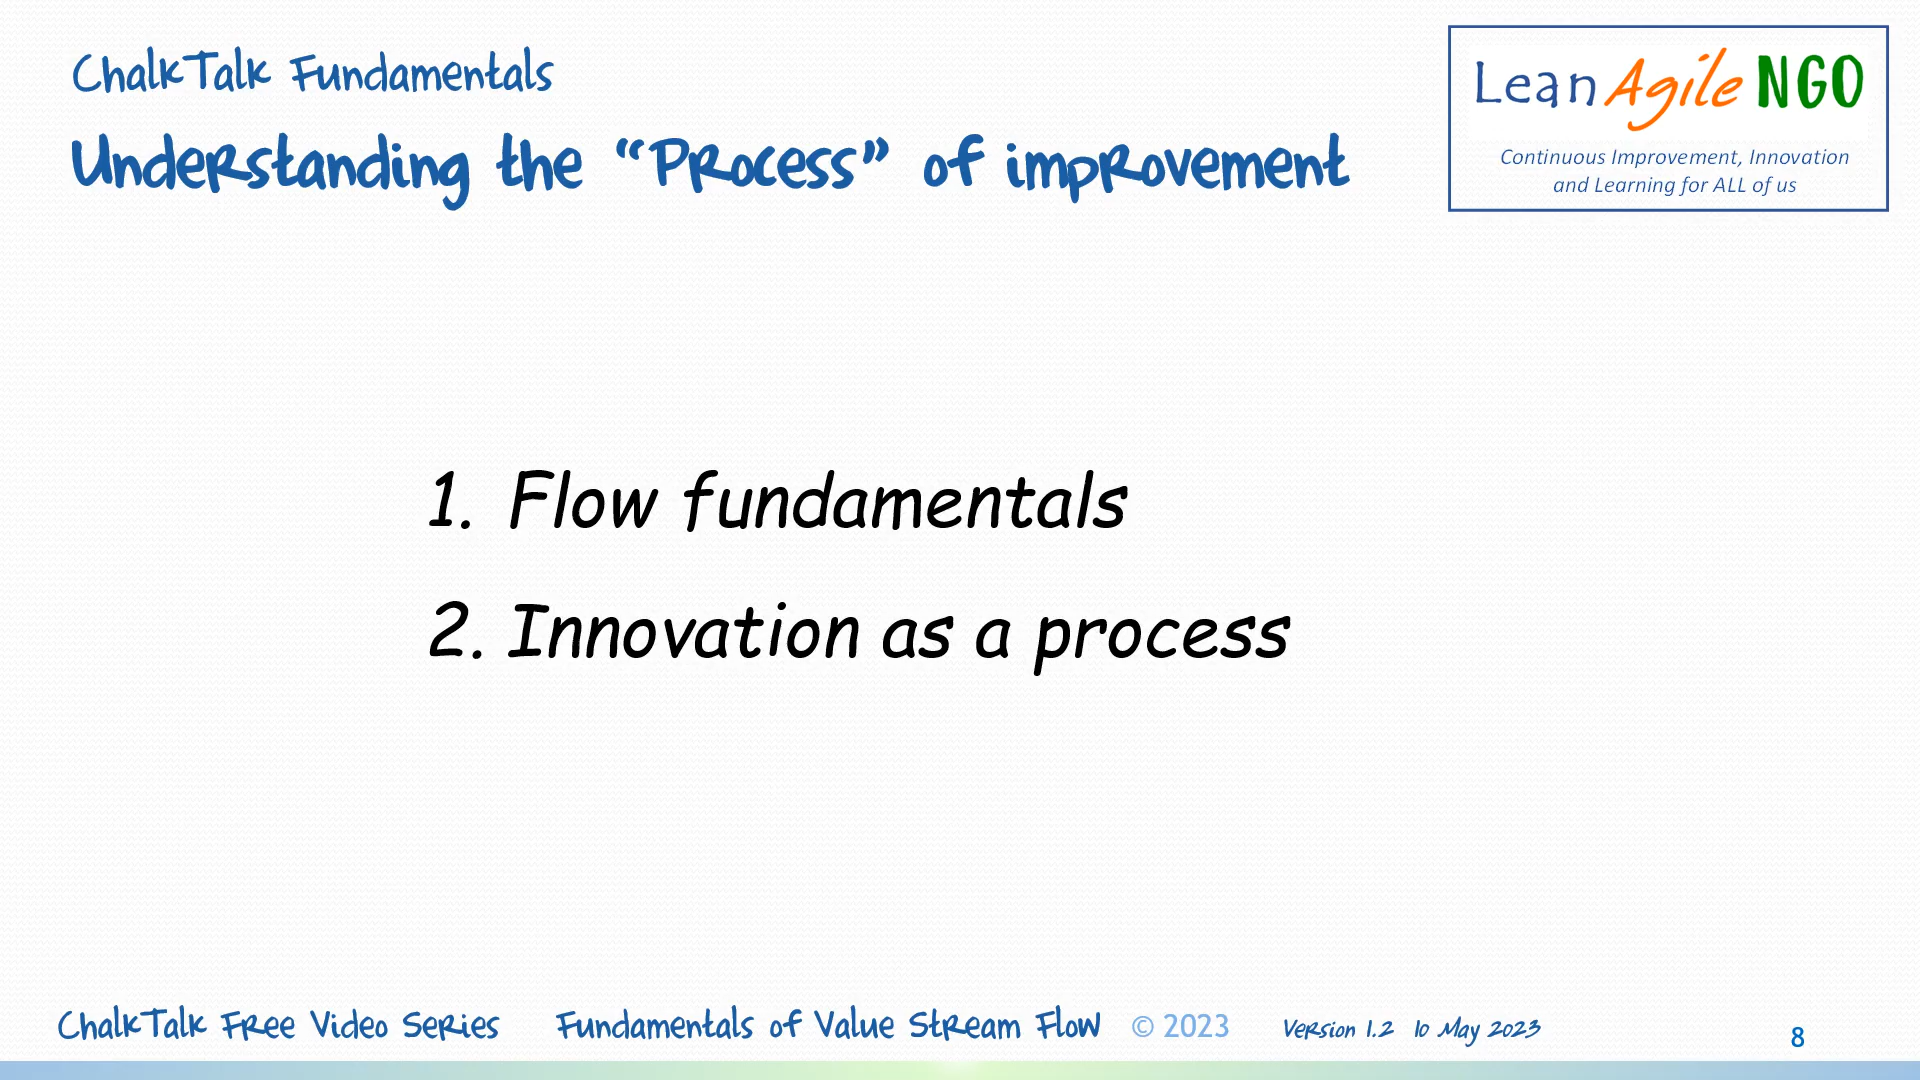 ChalkTalk Fundamentals
Understanding the “Process” of improvement
Lean Agile NGO
Continuous Improvement, Innovation
and Learning for ALL of us
1. Flow fundamentals
2. Innovation as a process
ChalkTalk Free Video Series Fundamentals of Value Stream Flow © 2023 Version 1.2 10 May 2023 8